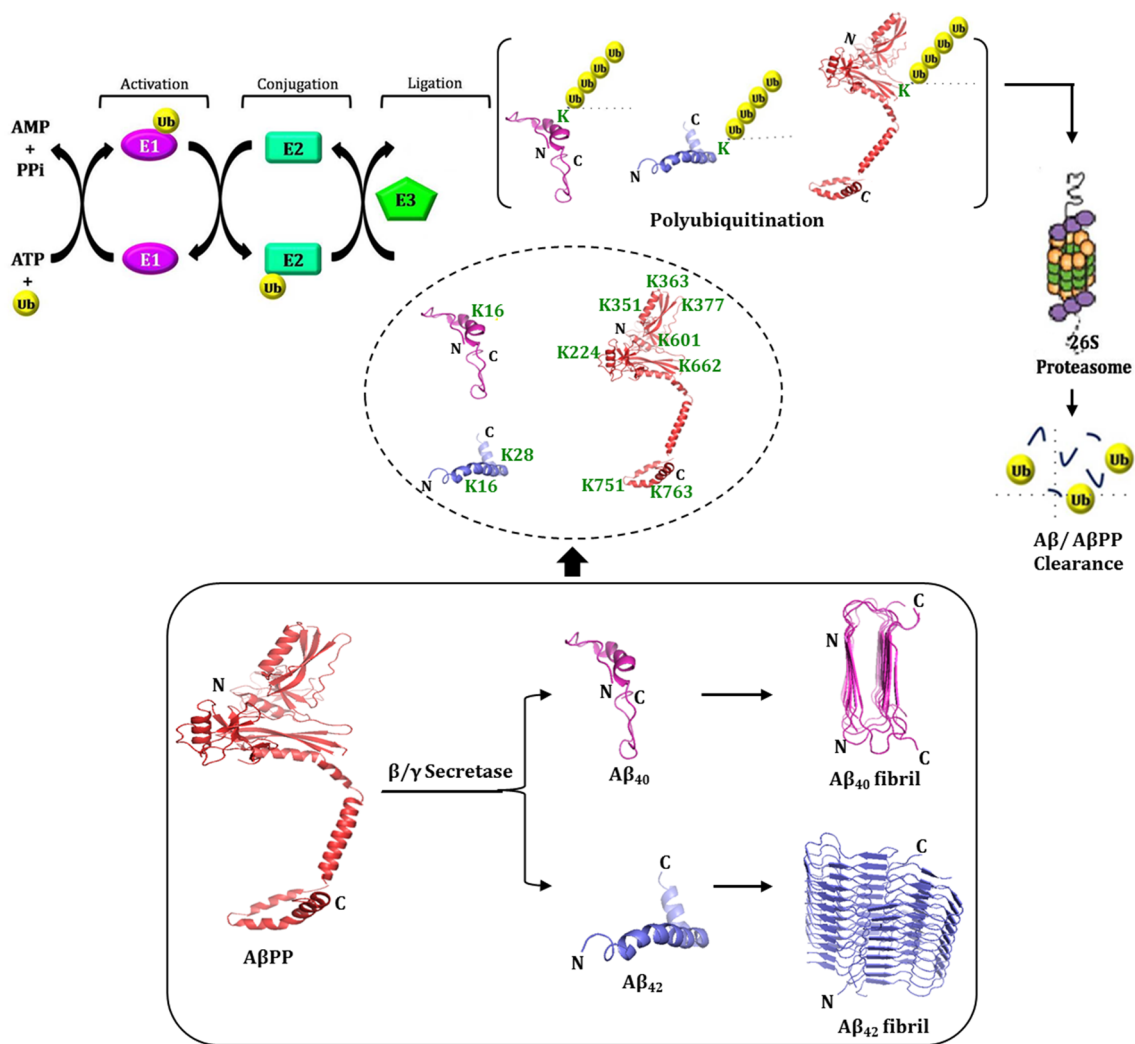 Activation
Conjugation
Ligation
AMP
+
PPi
Ub
E1
E2
E3
ATP
+
Ub
E1
E2
Ub
Ub
Ub
Ub
Ub
K
N
C
Ub
Ub
Ub
Ub
C
K
N
Ub
Ub
Ub
Ub
N
K
C
Polyubiquitination
26S
Proteasome
Ub
Ub
Ub
Aβ/ AβPP
Clearance
K16
N
C
C
K28
N
K16
K363
K351
K377
N
K601
K224
K662
C
K751
K763
N
C
AβPP
β/γ Secretase
N
C
Aβ₄₀
C
N
N
C
Aβ₄₀ fibril
C
N
Aβ₄₂
C
N
Aβ₄₂ fibril